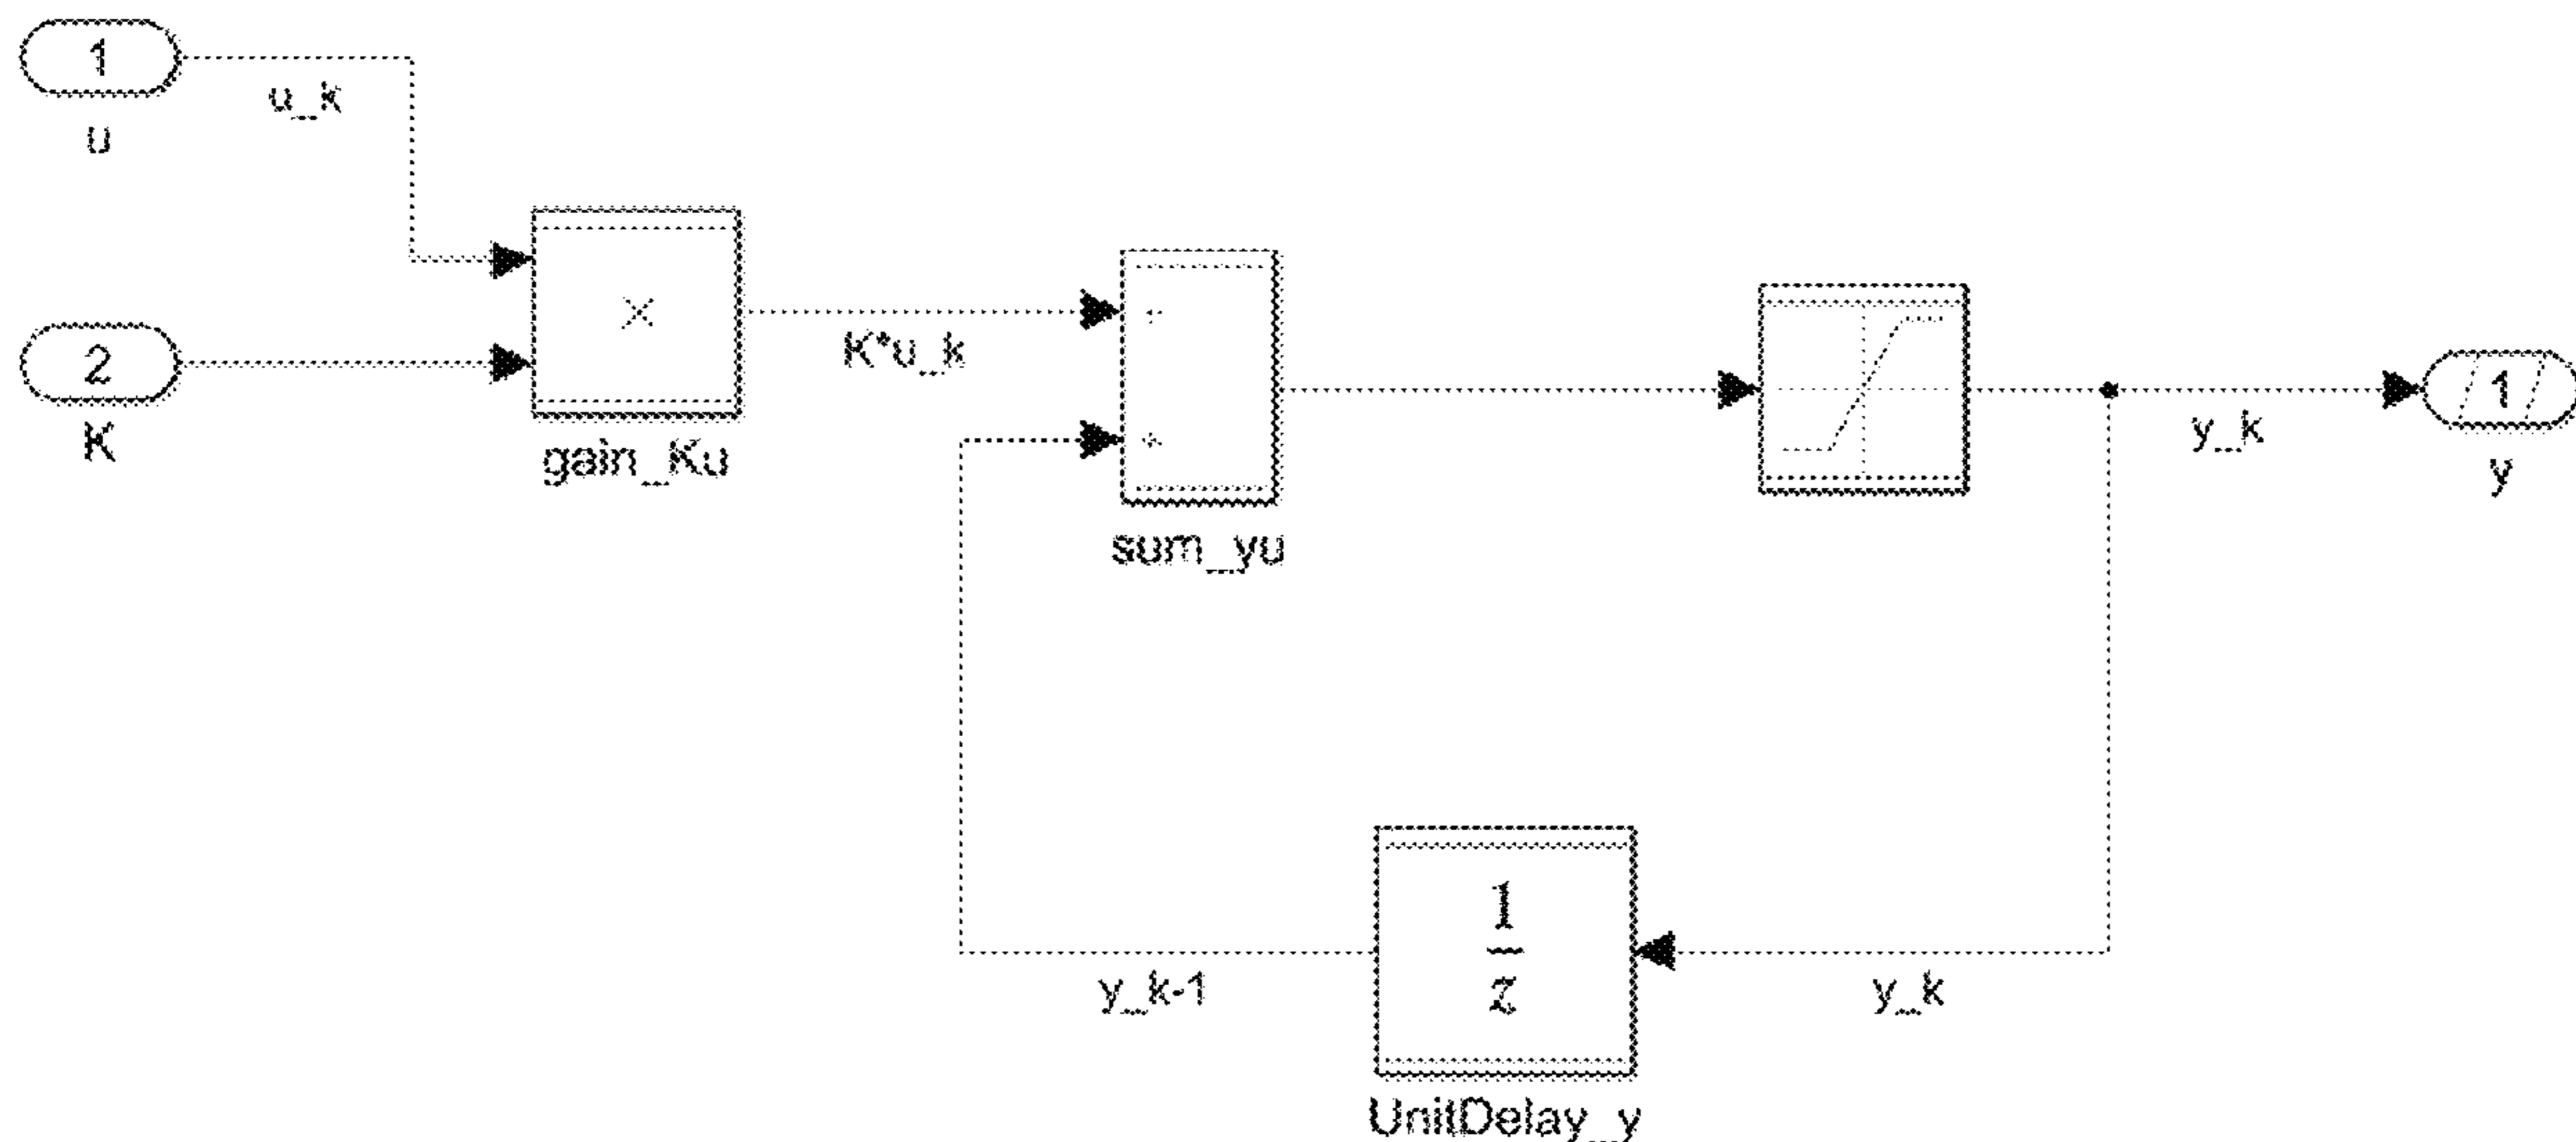 1
u_k
u
×
2
K
K*u_k
gain_Ku
+
+
sum_yu
y_k
1
y
1
z
y_k-1
y_k
UnitDelay_y